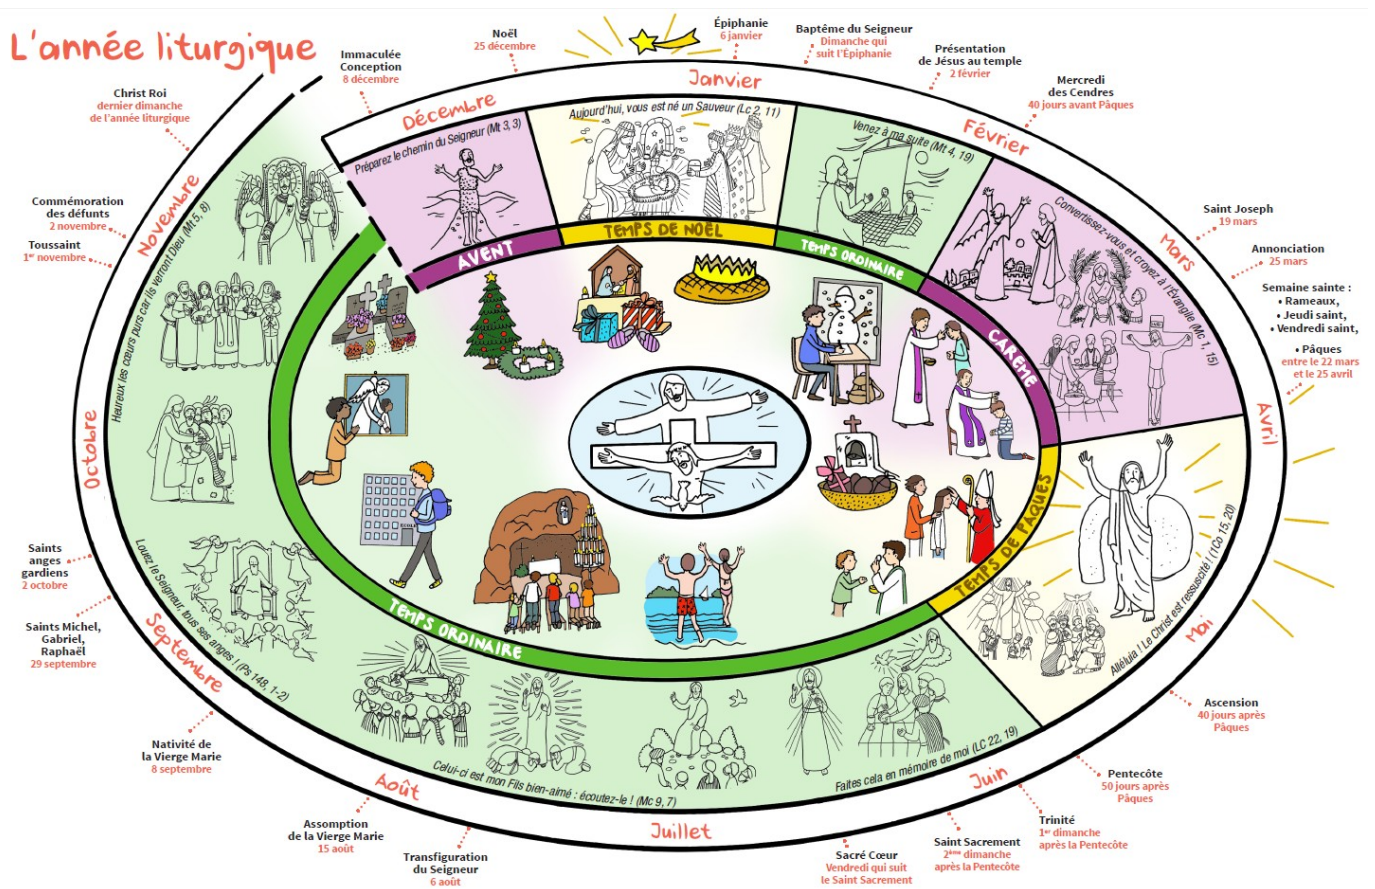 L'année liturgique
Immaculée
Conception
8 décembre
Noël
25 décembre
Épiphanie
6 janvier
Baptême du Seigneur
Dimanche qui
suit l'Épiphanie
Présentation
de Jésus au temple
2 février
Mercredi
des Cendres
40 jours avant Pâques
Saint Joseph
19 mars
Annonciation
25 mars
Semaine sainte :
• Rameaux,
• Jeudi saint,
• Vendredi saint,
• Pâques
entre le 22 mars
et le 25 avril
Ascension
40 jours après
Pâques
Pentecôte
50 jours après
Pâques
Trinité
1er dimanche
après la Pentecôte
Saint Sacrement
2ème dimanche
après la Pentecôte
Sacré Cœur
Vendredi qui suit
le Saint Sacrement
Transfiguration
du Seigneur
6 août
Assomption
de la Vierge Marie
15 août
Nativité de
la Vierge Marie
8 septembre
Saints Michel,
Gabriel,
Raphaël
29 septembre
Saints
anges
gardiens
2 octobre
Toussaint
1er novembre
Commémoration
des défunts
2 novembre
Christ Roi
dernier dimanche
de l'année liturgique
Décembre
Janvier
Février
Mars
Avril
Mai
Juin
Juillet
Août
Septembre
Octobre
Novembre
Préparez le chemin du Seigneur (Mt 3, 3)
Aujourd'hui, vous est né un Sauveur (Lc 2, 11)
Venez à ma suite (Mt 4, 19)
Convertissez-vous et croyez à l'Évangile (Mc 1, 15)
Alléluia ! Le Christ est ressuscité ! (1Co 15, 20)
Faites cela en mémoire de moi (LC 22, 19)
Celui-ci est mon Fils bien-aimé : écoutez-le ! (Mc 9, 7)
Louez le Seigneur, tous ses anges ! (Ps 148, 1-2)
Heureux les cœurs purs car ils verront Dieu (Mt 5, 8)
AVENT
TEMPS DE NOËL
TEMPS ORDINAIRE
CARÊME
TEMPS DE PÂQUES
TEMPS ORDINAIRE